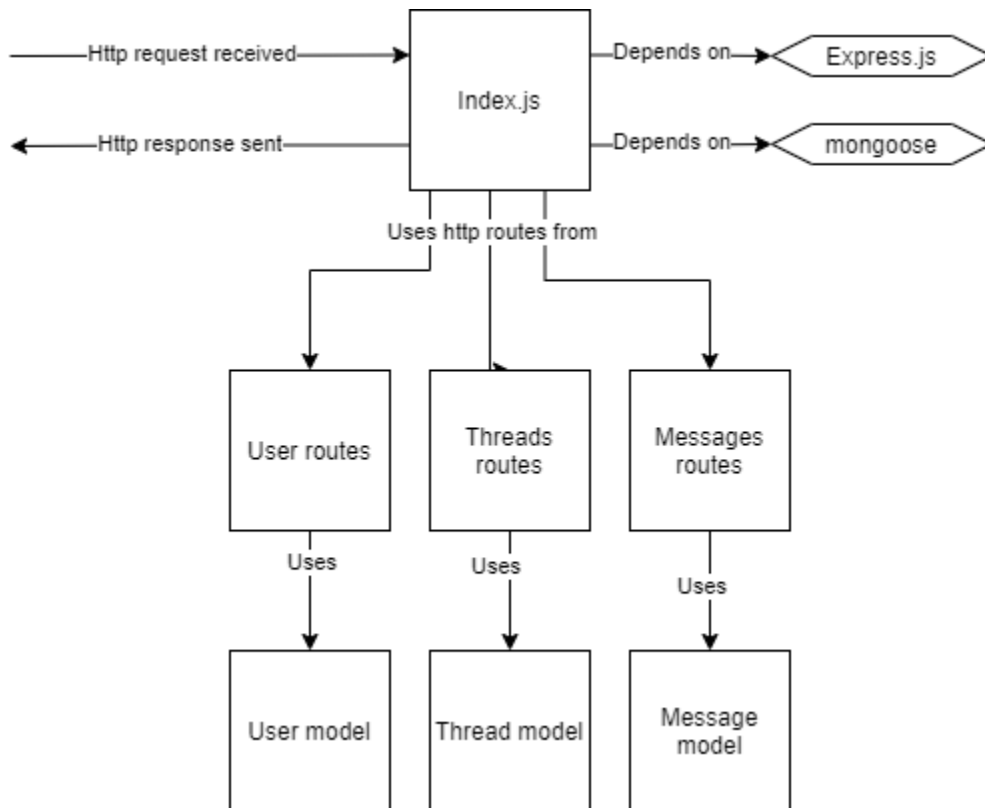 Http request received
Index.js
Depends on
Express.js
Http response sent
Depends on
mongoose
Uses http routes from
User routes
Threads
routes
Messages
routes
Uses
Uses
Uses
User model
Thread model
Message
model